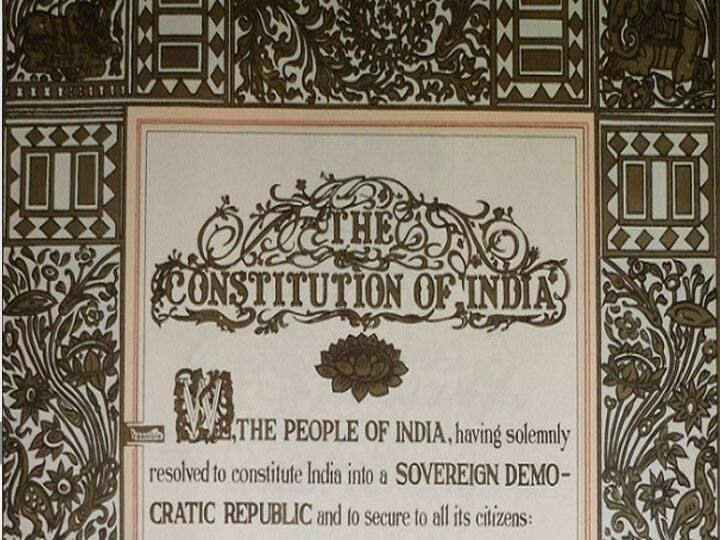 THE
CONSTITUTION OF INDIA
Preamble
WE, THE PEOPLE OF INDIA, having solemnly
resolved to constitute India into a SOVEREIGN DEMO-
CRATIC REPUBLIC and to secure to all its citizens: